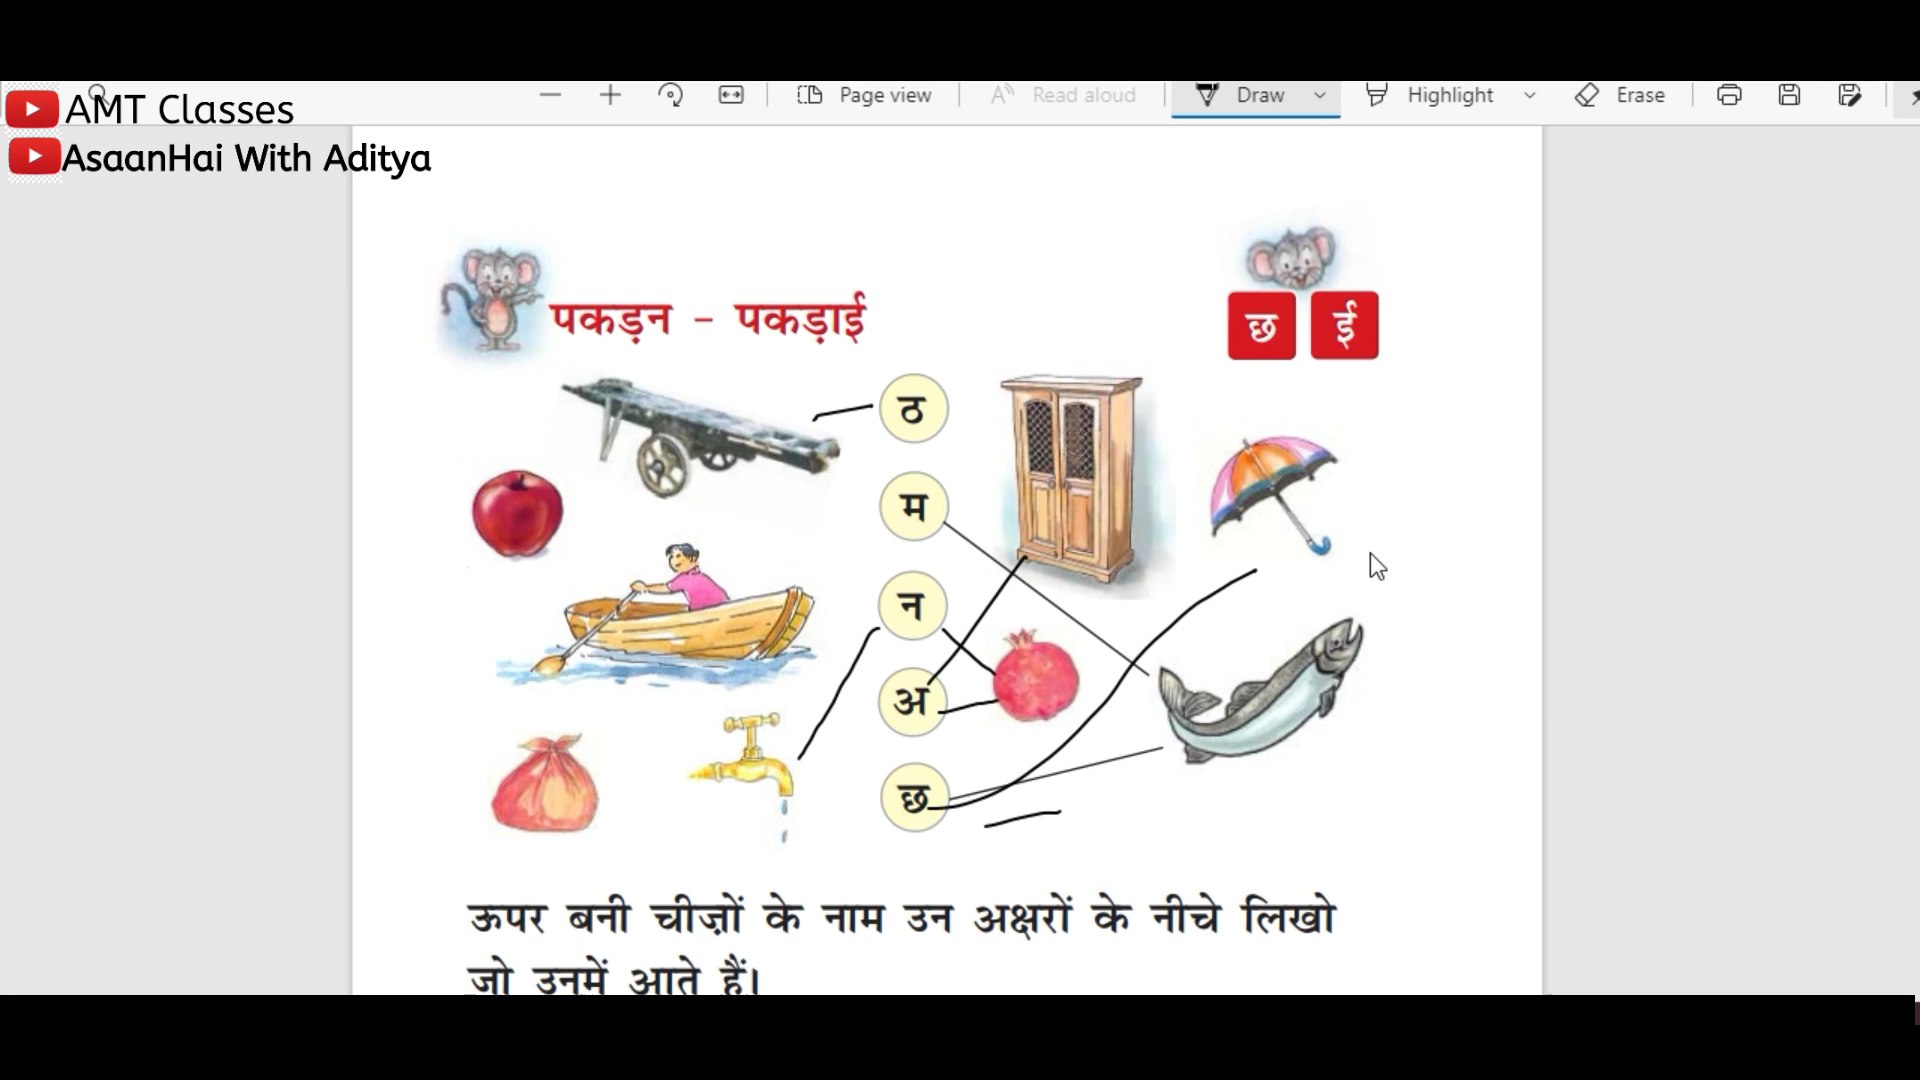 Page view Read aloud Draw Highlight Erase
AMT Classes
AsaanHai With Aditya
पकड़न - पकड़ाई
छ ई
ठ
म
न
अ
छ
ऊपर बनी चीज़ों के नाम उन अक्षरों के नीचे लिखो
जो उनमें आते हैं।